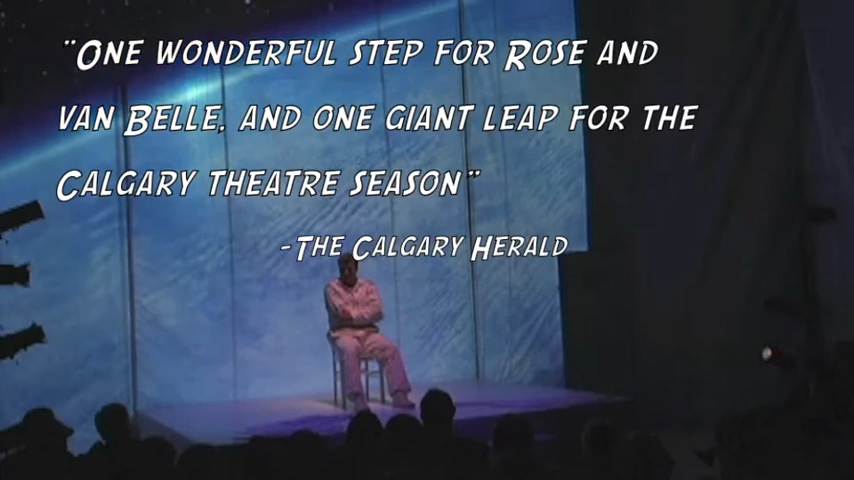 "One wonderful step for Rose and
van Belle, and one giant leap for the
Calgary theatre season"
-The Calgary Herald